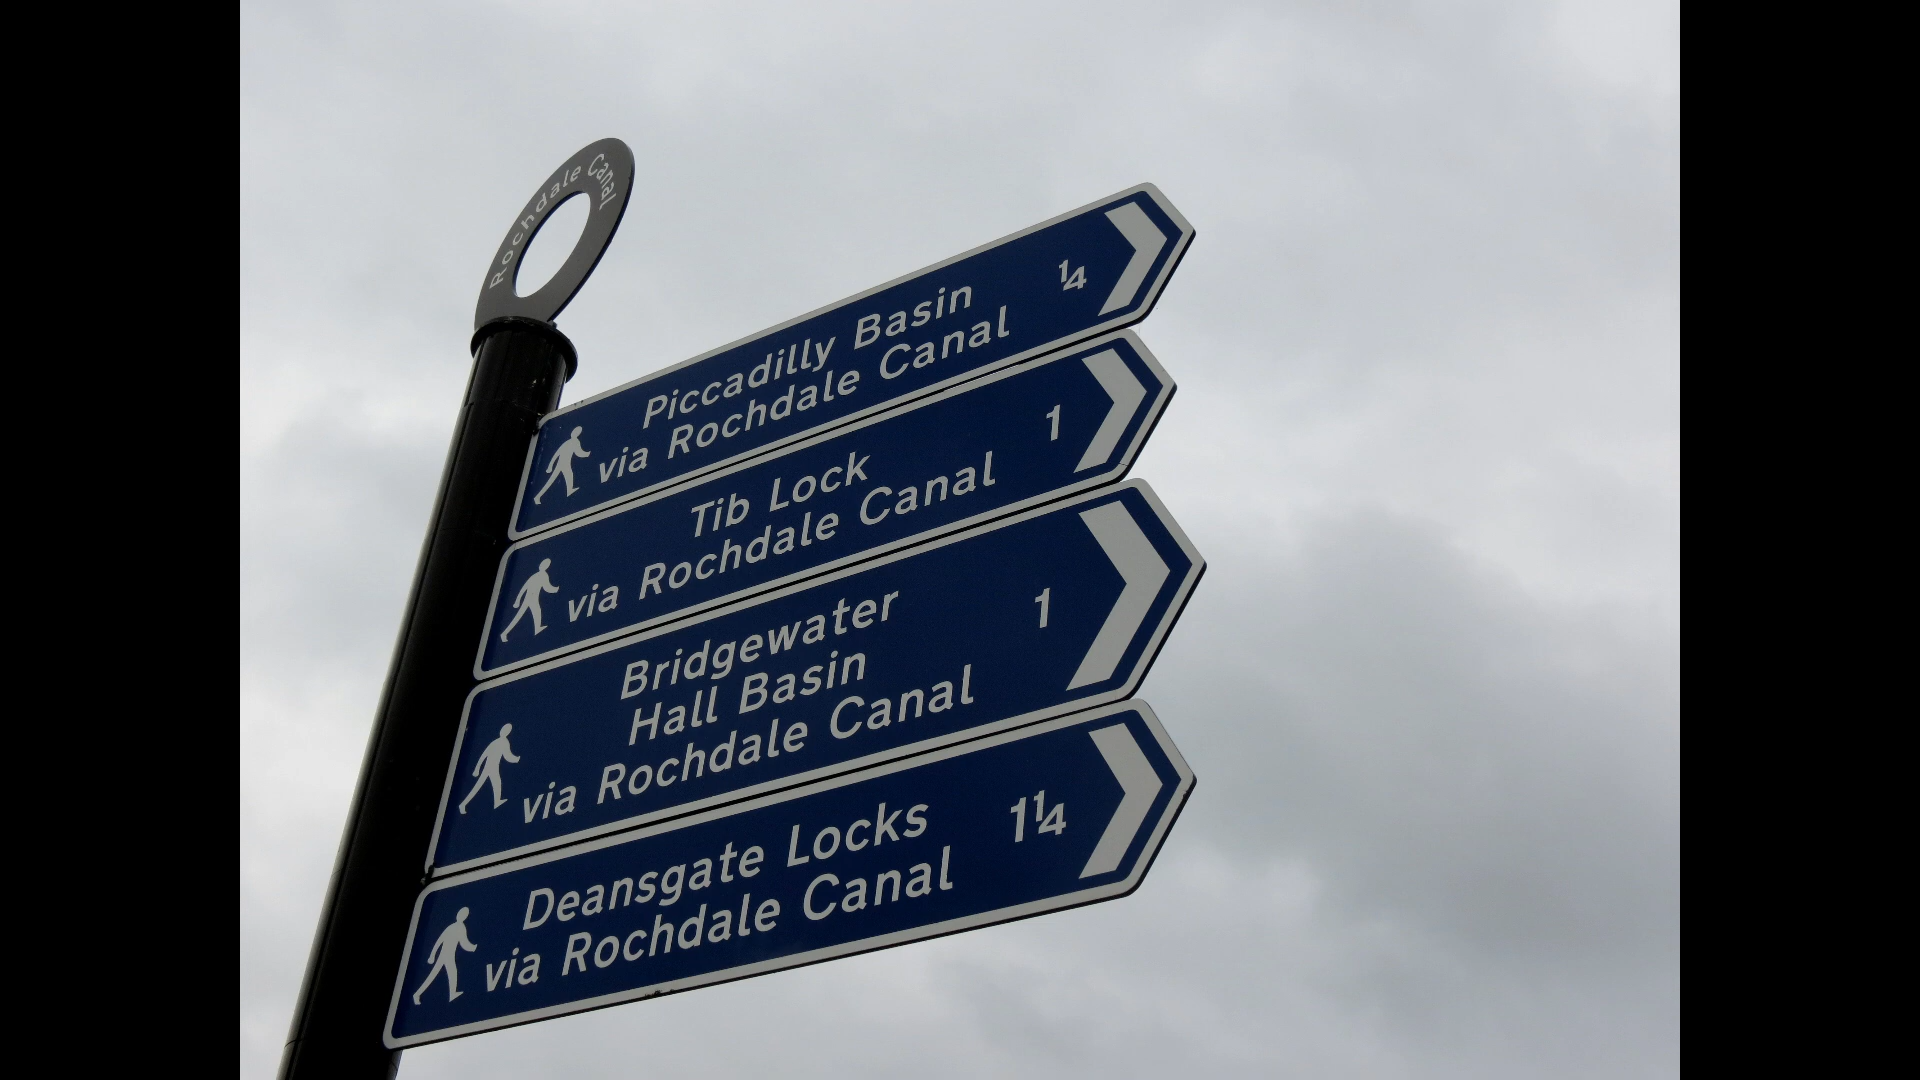 Rochdale Canal
Piccadilly Basin
via Rochdale Canal
¼
Tib Lock
via Rochdale Canal
1
Bridgewater
Hall Basin
via Rochdale Canal
1
Deansgate Locks
via Rochdale Canal
1¼